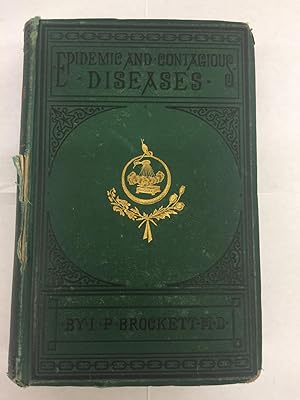 EPIDEMIC AND CONTAGIOUS
DISEASES
BY L. P. BROCKETT. M. D.